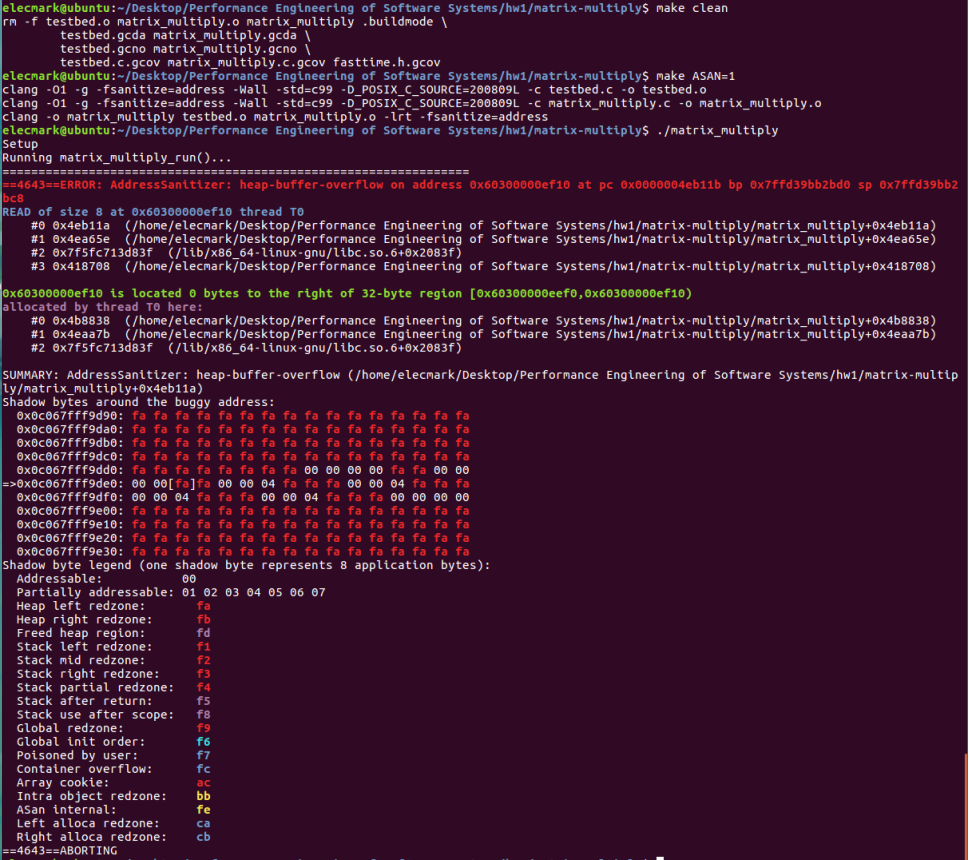 elecmark@ubuntu:~/Desktop/Performance Engineering of Software Systems/hw1/matrix-multiply$ make clean
rm -f testbed.o matrix_multiply.o matrix_multiply .buildmode \
        testbed.gcda matrix_multiply.gcda \
        testbed.gcno matrix_multiply.gcno \
        testbed.c.gcov matrix_multiply.c.gcov fasttime.h.gcov
elecmark@ubuntu:~/Desktop/Performance Engineering of Software Systems/hw1/matrix-multiply$ make ASAN=1
clang -O1 -g -fsanitize=address -Wall -std=c99 -D_POSIX_C_SOURCE=200809L -c testbed.c -o testbed.o
clang -O1 -g -fsanitize=address -Wall -std=c99 -D_POSIX_C_SOURCE=200809L -c matrix_multiply.c -o matrix_multiply.o
clang -o matrix_multiply testbed.o matrix_multiply.o -lrt -fsanitize=address
elecmark@ubuntu:~/Desktop/Performance Engineering of Software Systems/hw1/matrix-multiply$ ./matrix_multiply
Setup
Running matrix_multiply_run()...
=================================================================
==4643==ERROR: AddressSanitizer: heap-buffer-overflow on address 0x60300000ef10 at pc 0x0000004eb11b bp 0x7ffd39bb2bd0 sp 0x7ffd39bb2
bc8
READ of size 8 at 0x60300000ef10 thread T0
    #0 0x4eb11a  (/home/elecmark/Desktop/Performance Engineering of Software Systems/hw1/matrix-multiply/matrix_multiply+0x4eb11a)
    #1 0x4ea65e  (/home/elecmark/Desktop/Performance Engineering of Software Systems/hw1/matrix-multiply/matrix_multiply+0x4ea65e)
    #2 0x7f5fc713d83f  (/lib/x86_64-linux-gnu/libc.so.6+0x2083f)
    #3 0x418708  (/home/elecmark/Desktop/Performance Engineering of Software Systems/hw1/matrix-multiply/matrix_multiply+0x418708)
0x60300000ef10 is located 0 bytes to the right of 32-byte region [0x60300000eef0,0x60300000ef10)
allocated by thread T0 here:
    #0 0x4b8838  (/home/elecmark/Desktop/Performance Engineering of Software Systems/hw1/matrix-multiply/matrix_multiply+0x4b8838)
    #1 0x4eaa7b  (/home/elecmark/Desktop/Performance Engineering of Software Systems/hw1/matrix-multiply/matrix_multiply+0x4eaa7b)
    #2 0x7f5fc713d83f  (/lib/x86_64-linux-gnu/libc.so.6+0x2083f)
SUMMARY: AddressSanitizer: heap-buffer-overflow (/home/elecmark/Desktop/Performance Engineering of Software Systems/hw1/matrix-multip
ly/matrix_multiply+0x4eb11a)
Shadow bytes around the buggy address:
  0x0c067fff9d90: fa fa fa fa fa fa fa fa fa fa fa fa fa fa fa fa
  0x0c067fff9da0: fa fa fa fa fa fa fa fa fa fa fa fa fa fa fa fa
  0x0c067fff9db0: fa fa fa fa fa fa fa fa fa fa fa fa fa fa fa fa
  0x0c067fff9dc0: fa fa fa fa fa fa fa fa fa fa fa fa fa fa fa fa
  0x0c067fff9dd0: fa fa fa fa fa fa fa fa 00 00 00 00 fa fa 00 00
=>0x0c067fff9de0: 00 00[fa]fa 00 00 04 fa fa fa 00 00 04 fa fa fa
  0x0c067fff9df0: 00 00 04 fa fa fa 00 00 04 fa fa fa 00 00 00 00
  0x0c067fff9e00: fa fa fa fa fa fa fa fa fa fa fa fa fa fa fa fa
  0x0c067fff9e10: fa fa fa fa fa fa fa fa fa fa fa fa fa fa fa fa
  0x0c067fff9e20: fa fa fa fa fa fa fa fa fa fa fa fa fa fa fa fa
  0x0c067fff9e30: fa fa fa fa fa fa fa fa fa fa fa fa fa fa fa fa
Shadow byte legend (one shadow byte represents 8 application bytes):
  Addressable:           00
  Partially addressable: 01 02 03 04 05 06 07
  Heap left redzone:       fa
  Heap right redzone:      fb
  Freed heap region:       fd
  Stack left redzone:      f1
  Stack mid redzone:       f2
  Stack right redzone:     f3
  Stack partial redzone:   f4
  Stack after return:      f5
  Stack use after scope:   f8
  Global redzone:          f9
  Global init order:       f6
  Poisoned by user:        f7
  Container overflow:      fc
  Array cookie:            ac
  Intra object redzone:    bb
  ASan internal:           fe
  Left alloca redzone:     ca
  Right alloca redzone:    cb
==4643==ABORTING